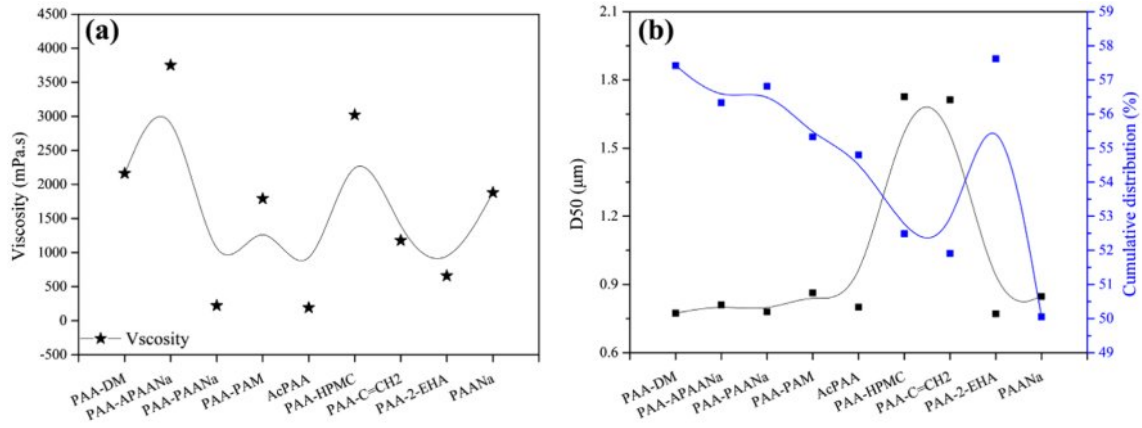 (a)
4500
4000
3500
3000
2500
2000
1500
1000
500
0
-500
Viscosity (mPa.s)
Vscosity
PAA-DM
PAA-APAANa
PAA-PAANa
PAA-PAM
AcPAA
PAA-HPMC
PAA-C=CH2
PAA-2-EHA
PAANa
(b)
2.1
1.8
1.5
1.2
0.9
0.6
D50 (μm)
59
58
57
56
55
54
53
52
51
50
49
Cumulative distribution (%)
PAA-DM
PAA-APAANa
PAA-PAANa
PAA-PAM
AcPAA
PAA-HPMC
PAA-C=CH2
PAA-2-EHA
PAANa